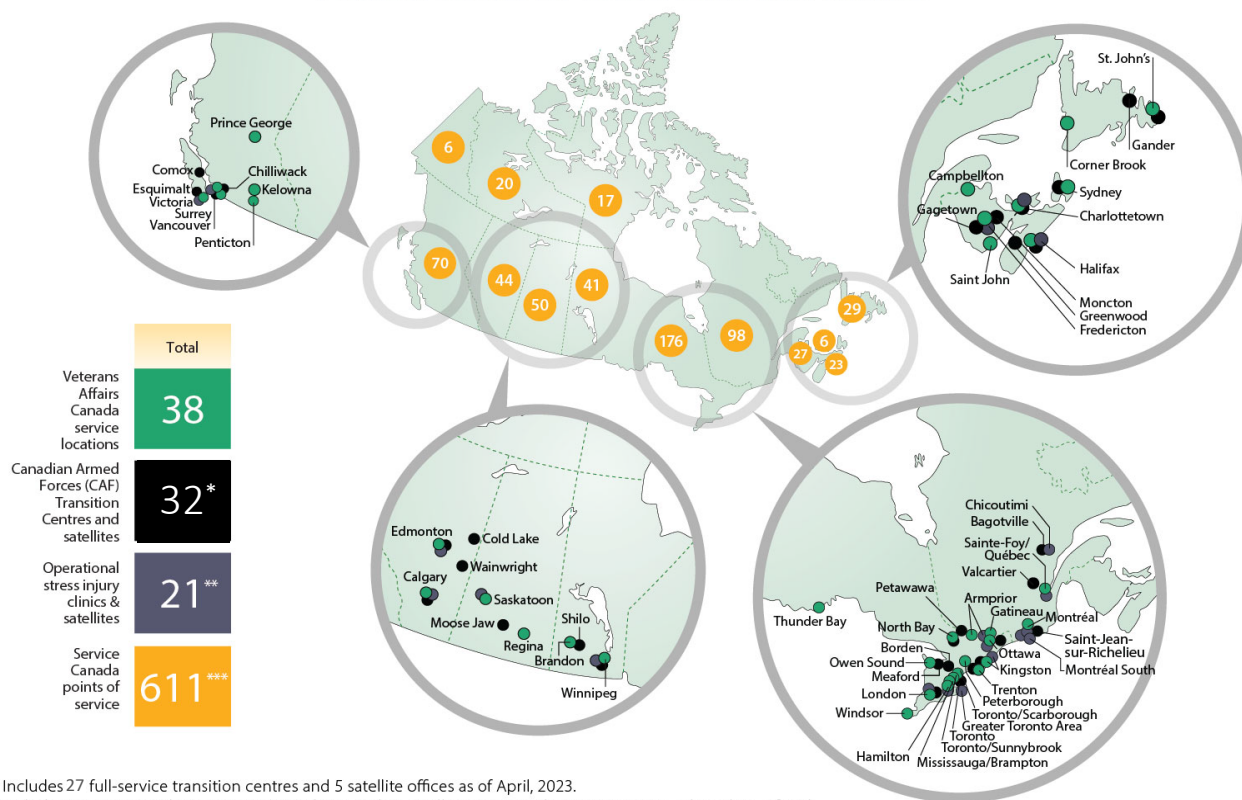 Prince George
Comox
Chilliwack
Esquimalt
Kelowna
Victoria
Surrey
Vancouver
Penticton
6
20
17
70
44
50
41
176
98
29
6
27
23
St. John's
Gander
Corner Brook
Campbellton
Sydney
Gagetown
Charlottetown
Saint John
Halifax
Moncton
Greenwood
Fredericton
Total
Veterans
Affairs
Canada
service
locations
38
Canadian Armed
Forces (CAF)
Transition
Centres and
satellites
32*
Operational
stress injury
clinics &
satellites
21**
Service
Canada
points of
service
611***
Edmonton
Cold Lake
Wainwright
Calgary
Saskatoon
Moose Jaw
Regina
Shilo
Brandon
Winnipeg
Chicoutimi
Bagotville
Sainte-Foy/
Québec
Valcartier
Petawawa
Armprior
Gatineau
Montréal
Thunder Bay
North Bay
Saint-Jean-
sur-Richelieu
Borden
Ottawa
Owen Sound
Kingston
Montréal South
Meaford
Trenton
London
Peterborough
Windsor
Toronto/Scarborough
Greater Toronto Area
Toronto
Toronto/Sunnybrook
Hamilton
Mississauga/Brampton
Includes 27 full-service transition centres and 5 satellite offices as of April, 2023.